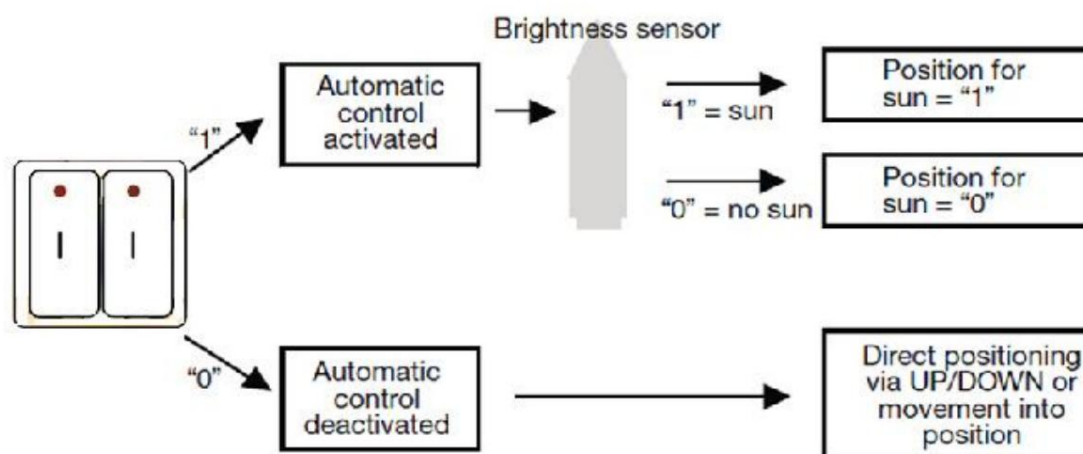 Brightness sensor
Automatic
control
activated
"1"
"1" = sun
Position for
sun = "1"
"0" = no sun
Position for
sun = "0"
"0"
Automatic
control
deactivated
Direct positioning
via UP/DOWN or
movement into
position